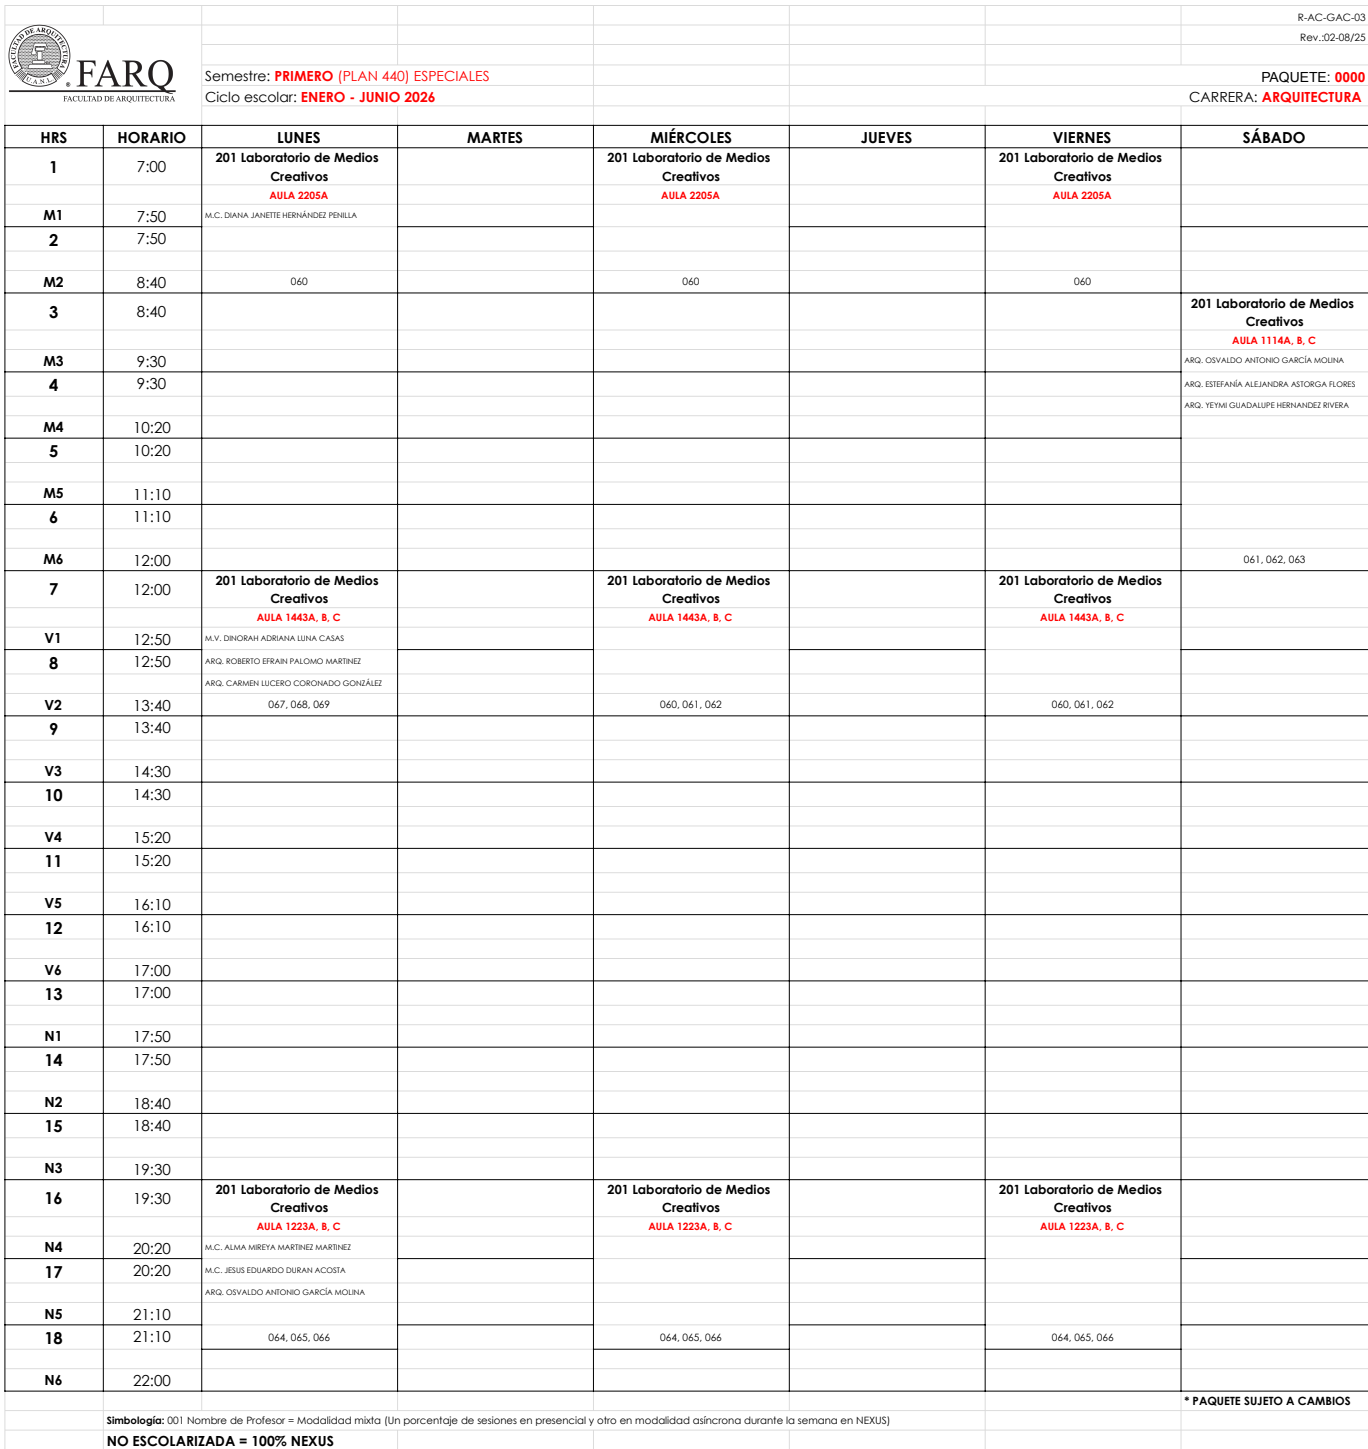 R-AC-GAC-03
Rev.:02-08/25
FACULTAD DE ARQUITECTURA
U.A.N.L.
FARQ
FACULTAD DE ARQUITECTURA
Semestre: PRIMERO (PLAN 440) ESPECIALES
PAQUETE: 0000
Ciclo escolar: ENERO - JUNIO 2026
CARRERA: ARQUITECTURA
HRS HORARIO LUNES MARTES MIÉRCOLES JUEVES VIERNES SÁBADO
1 7:00 201 Laboratorio de Medios Creativos 201 Laboratorio de Medios Creativos 201 Laboratorio de Medios Creativos
AULA 2205A AULA 2205A AULA 2205A
M1 7:50 M.C. DIANA JANETTE HERNÁNDEZ PENILLA
2 7:50
M2 8:40 060 060 060
3 8:40 201 Laboratorio de Medios Creativos
AULA 1114A, B, C
M3 9:30 ARQ. OSVALDO ANTONIO GARCÍA MOLINA
4 9:30 ARQ. ESTEFANÍA ALEJANDRA ASTORGA FLORES
ARQ. YEYMI GUADALUPE HERNANDEZ RIVERA
M4 10:20
5 10:20
M5 11:10
6 11:10
M6 12:00 061, 062, 063
7 12:00 201 Laboratorio de Medios Creativos 201 Laboratorio de Medios Creativos 201 Laboratorio de Medios Creativos
AULA 1443A, B, C AULA 1443A, B, C AULA 1443A, B, C
V1 12:50 M.V. DINORAH ADRIANA LUNA CASAS
8 12:50 ARQ. ROBERTO EFRAIN PALOMO MARTINEZ
ARQ. CARMEN LUCERO CORONADO GONZÁLEZ
V2 13:40 067, 068, 069 060, 061, 062 060, 061, 062
9 13:40
V3 14:30
10 14:30
V4 15:20
11 15:20
V5 16:10
12 16:10
V6 17:00
13 17:00
N1 17:50
14 17:50
N2 18:40
15 18:40
N3 19:30
16 19:30 201 Laboratorio de Medios Creativos 201 Laboratorio de Medios Creativos 201 Laboratorio de Medios Creativos
AULA 1223A, B, C AULA 1223A, B, C AULA 1223A, B, C
N4 20:20 M.C. ALMA MIREYA MARTINEZ MARTINEZ
17 20:20 M.C. JESUS EDUARDO DURAN ACOSTA
ARQ. OSVALDO ANTONIO GARCÍA MOLINA
N5 21:10
18 21:10 064, 065, 066 064, 065, 066 064, 065, 066
N6 22:00
* PAQUETE SUJETO A CAMBIOS
Simbología: 001 Nombre de Profesor = Modalidad mixta (Un porcentaje de sesiones en presencial y otro en modalidad asíncrona durante la semana en NEXUS)
NO ESCOLARIZADA = 100% NEXUS